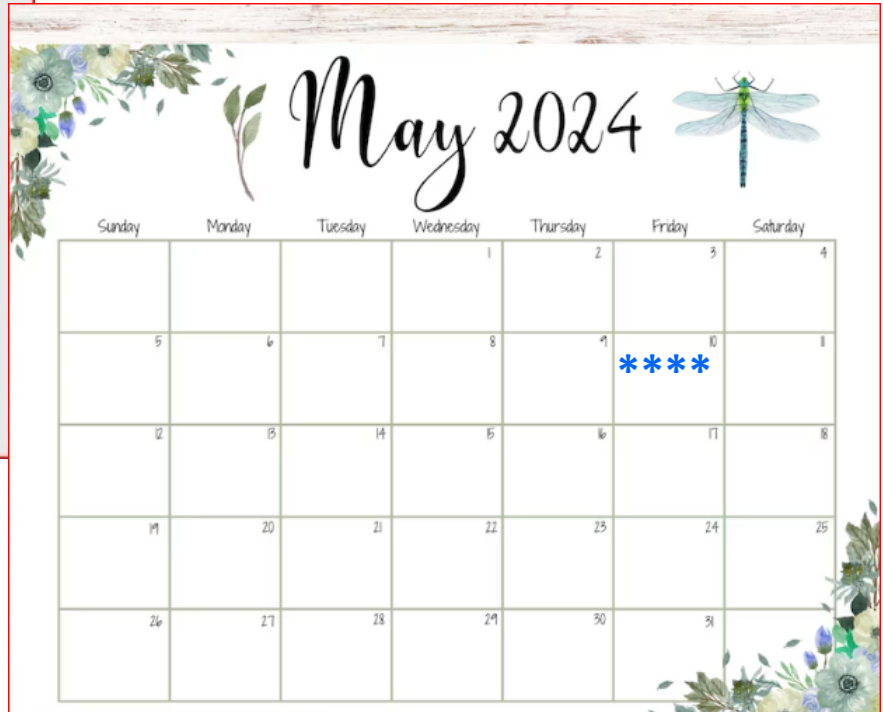 May 2024
Sunday Monday Tuesday Wednesday Thursday Friday Saturday
1 2 3 4
5 6 7 8 9 10 11
****
12 13 14 15 16 17 18
19 20 21 22 23 24 25
26 27 28 29 30 31